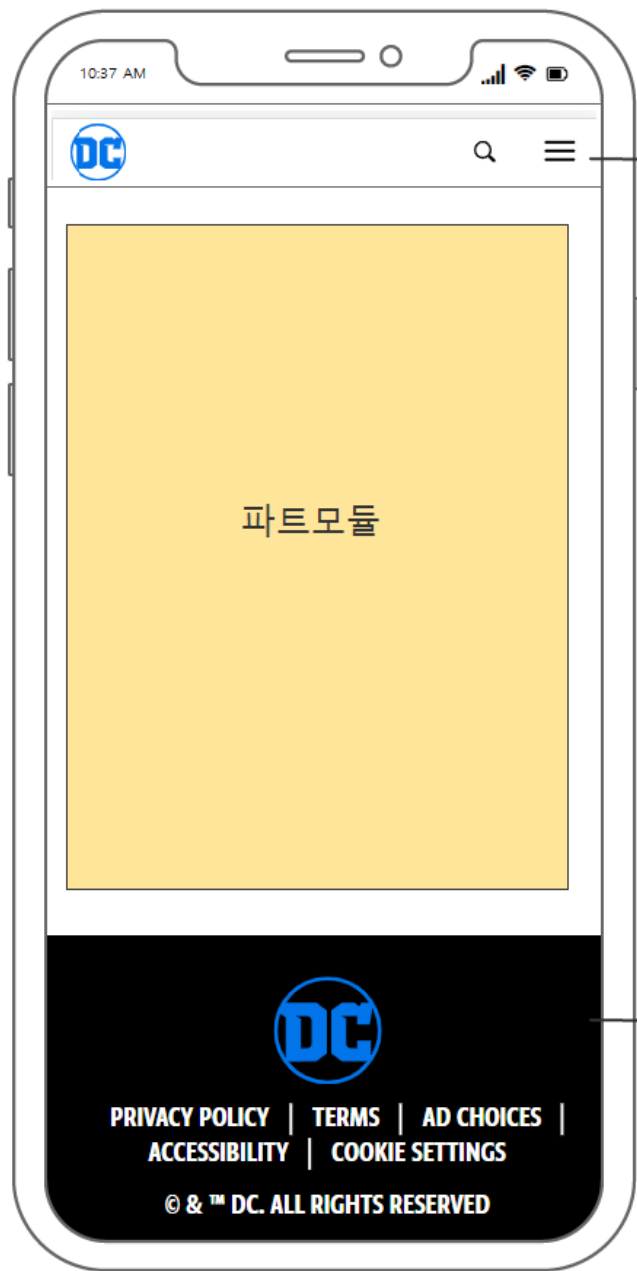 10:37 AM
DC
파트모듈
DC
PRIVACY POLICY | TERMS | AD CHOICES |
ACCESSIBILITY | COOKIE SETTINGS
© & ™ DC. ALL RIGHTS RESERVED